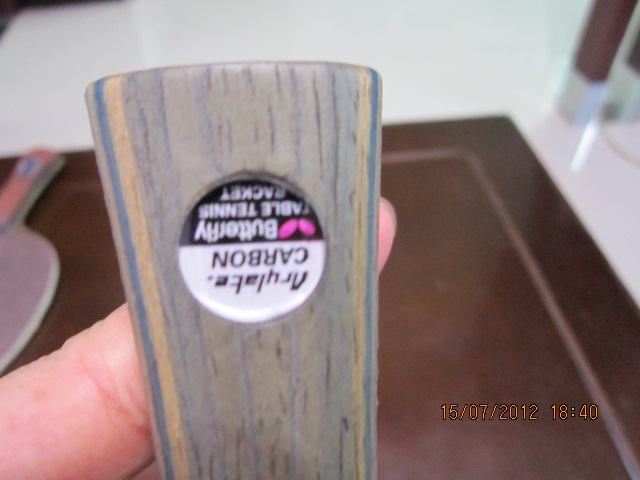 Arylate.
CARBON
Butterfly
TABLE TENNIS
RACKET
15/07/2012 18:40